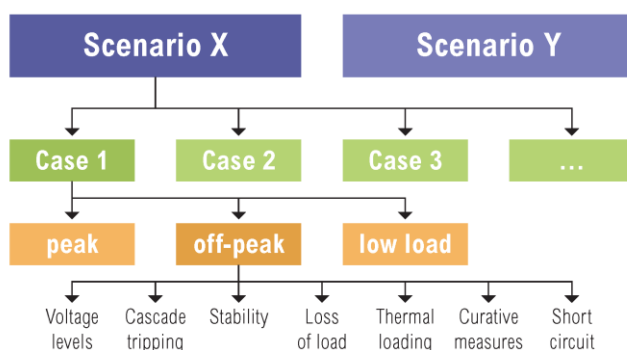 Scenario X
Scenario Y
Case 1
Case 2
Case 3
...
peak
off-peak
low load
Voltage
levels
Cascade
tripping
Stability
Loss
of load
Thermal
loading
Curative
measures
Short
circuit